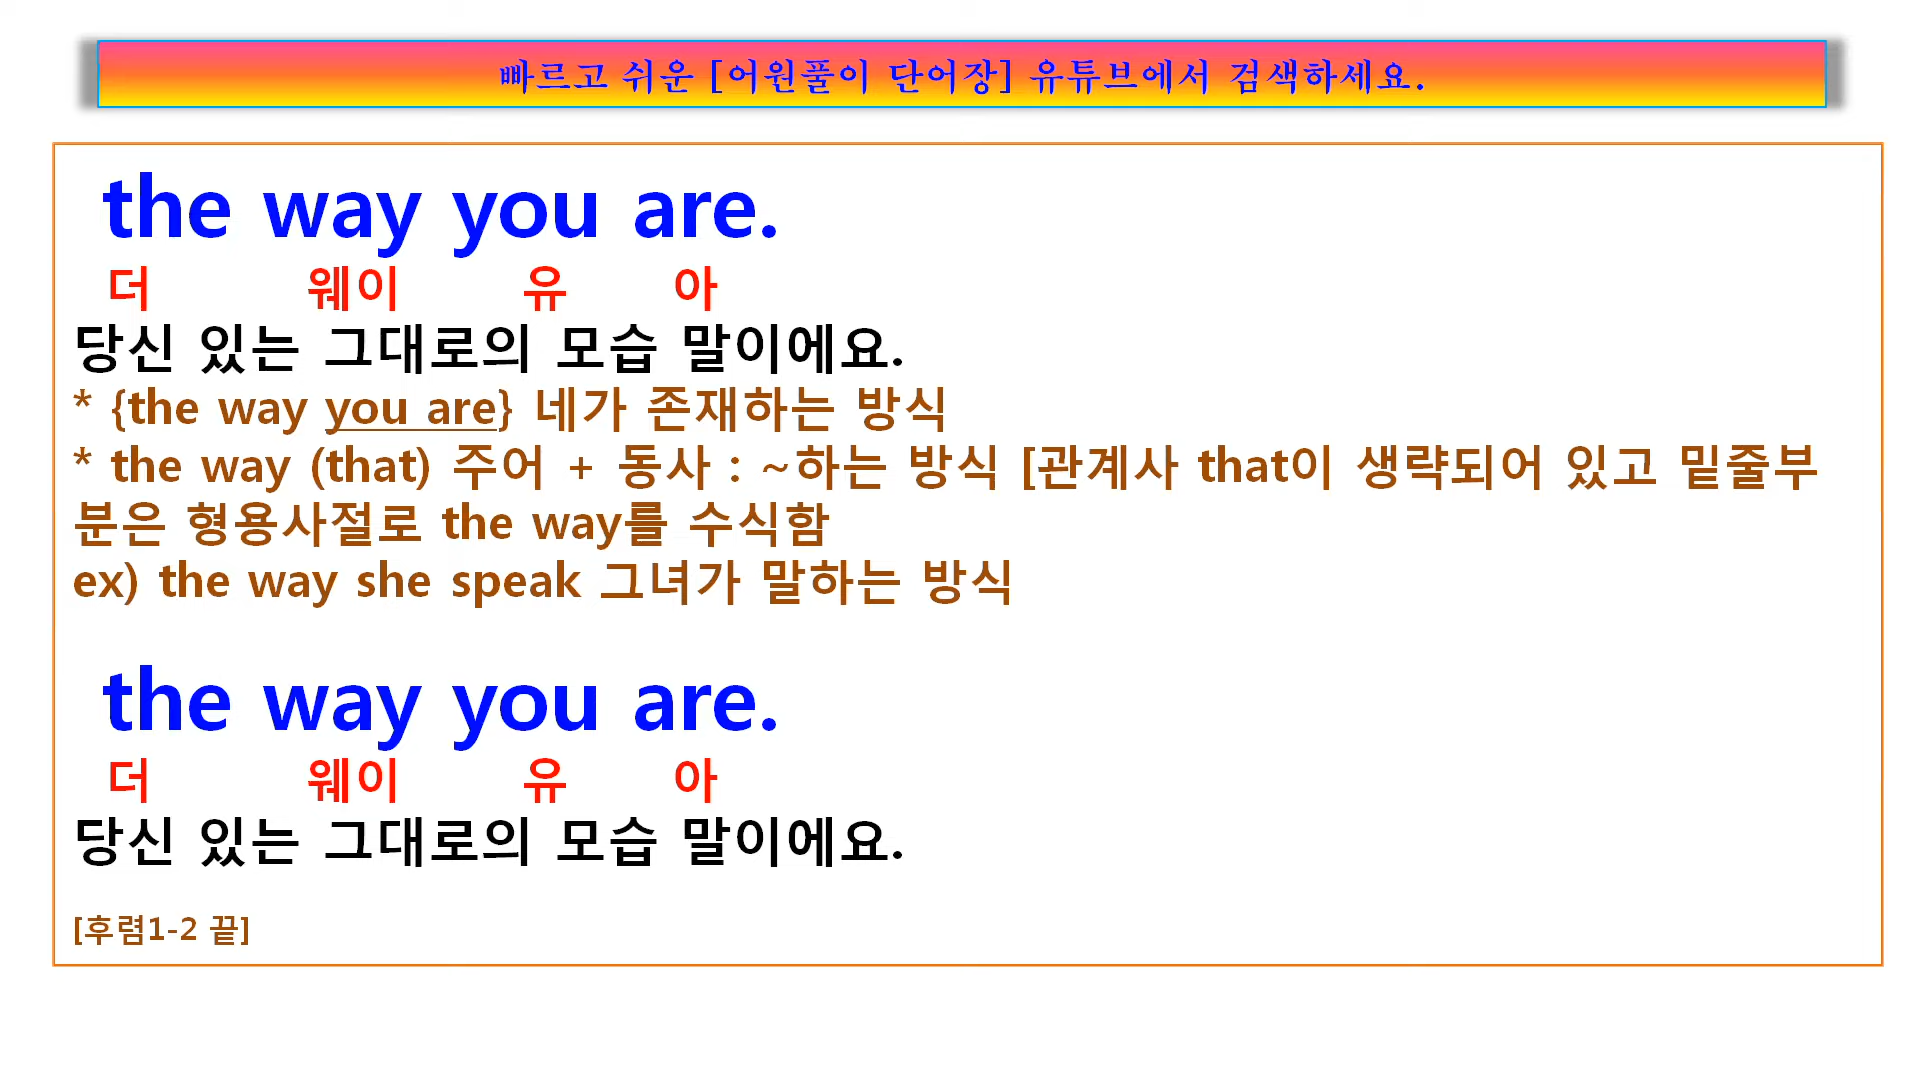 빠르고 쉬운 [어원풀이 단어장] 유튜브에서 검색하세요.
the way you are.
더 웨이 유 아
당신 있는 그대로의 모습 말이에요.
* {the way you are} 네가 존재하는 방식
* the way (that) 주어 + 동사 : ~하는 방식 [관계사 that이 생략되어 있고 밑줄부
분은 형용사절로 the way를 수식함
ex) the way she speak 그녀가 말하는 방식
the way you are.
더 웨이 유 아
당신 있는 그대로의 모습 말이에요.
[후렴1-2 끝]